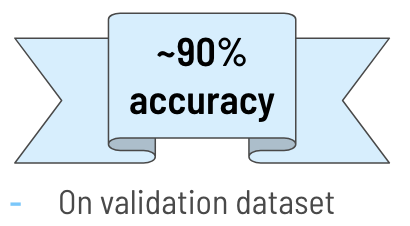 ~90%
accuracy
- On validation dataset